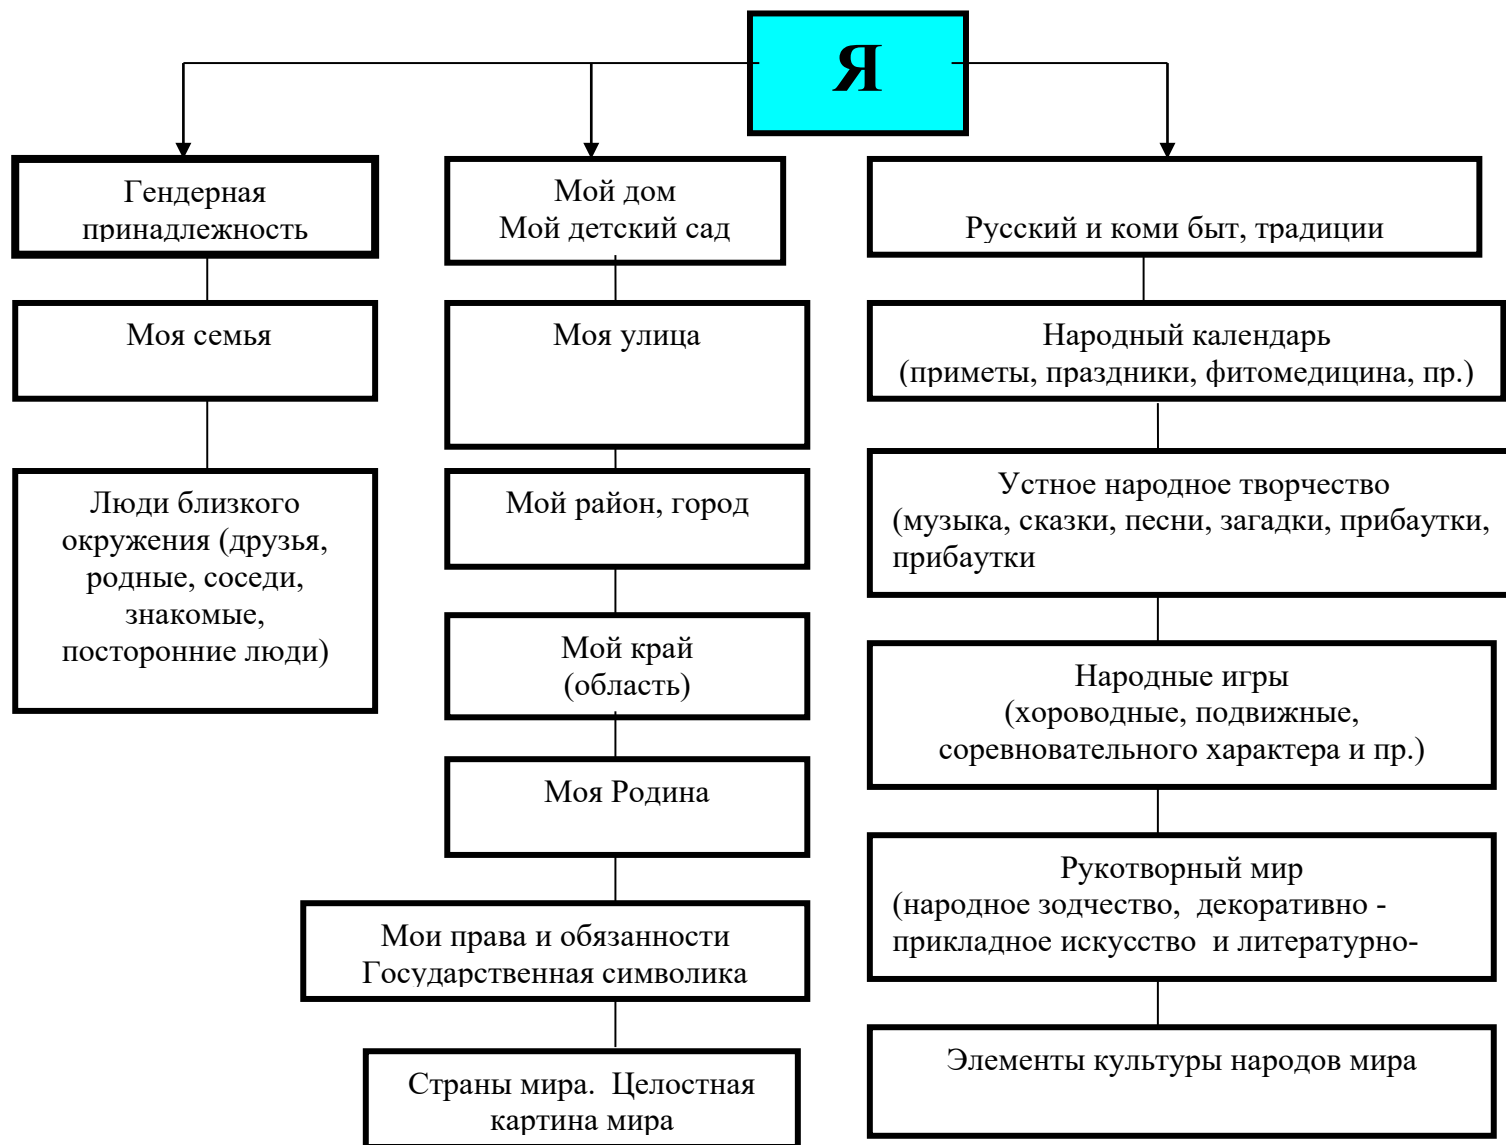 Я
Гендерная
принадлежность
Моя семья
Люди близкого
окружения (друзья,
родные, соседи,
знакомые,
посторонние люди)
Мой дом
Мой детский сад
Моя улица
Мой район, город
Мой край
(область)
Моя Родина
Мои права и обязанности
Государственная символика
Страны мира.  Целостная
картина мира
Русский и коми быт, традиции
Народный календарь
(приметы, праздники, фитомедицина, пр.)
Устное народное творчество
(музыка, сказки, песни, загадки, прибаутки,
прибаутки
Народные игры
(хороводные, подвижные,
соревновательного характера и пр.)
Рукотворный мир
(народное зодчество,  декоративно -
прикладное искусство  и литературно-
Элементы культуры народов мира